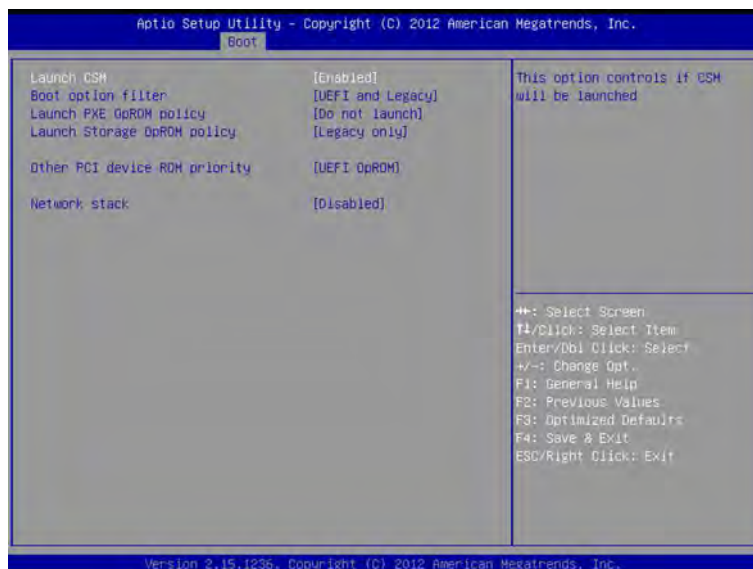 Aptio Setup Utility - Copyright (C) 2012 American Megatrends, Inc.
Boot
Launch CSM [Enabled]
Boot option filter [UEFI and Legacy]
Launch PXE OpROM policy [Do not launch]
Launch Storage OpROM policy [Legacy only]
Other PCI device ROM priority [UEFI OpROM]
Network stack [Disabled]
This option controls if CSM
will be launched
→←: Select Screen
↑↓/Click: Select Item
Enter/Dbl Click: Select
+/-: Change Opt.
F1: General Help
F2: Previous Values
F3: Optimized Defaults
F4: Save & Exit
ESC/Right Click: Exit
Version 2.15.1236. Copyright (C) 2012 American Megatrends, Inc.